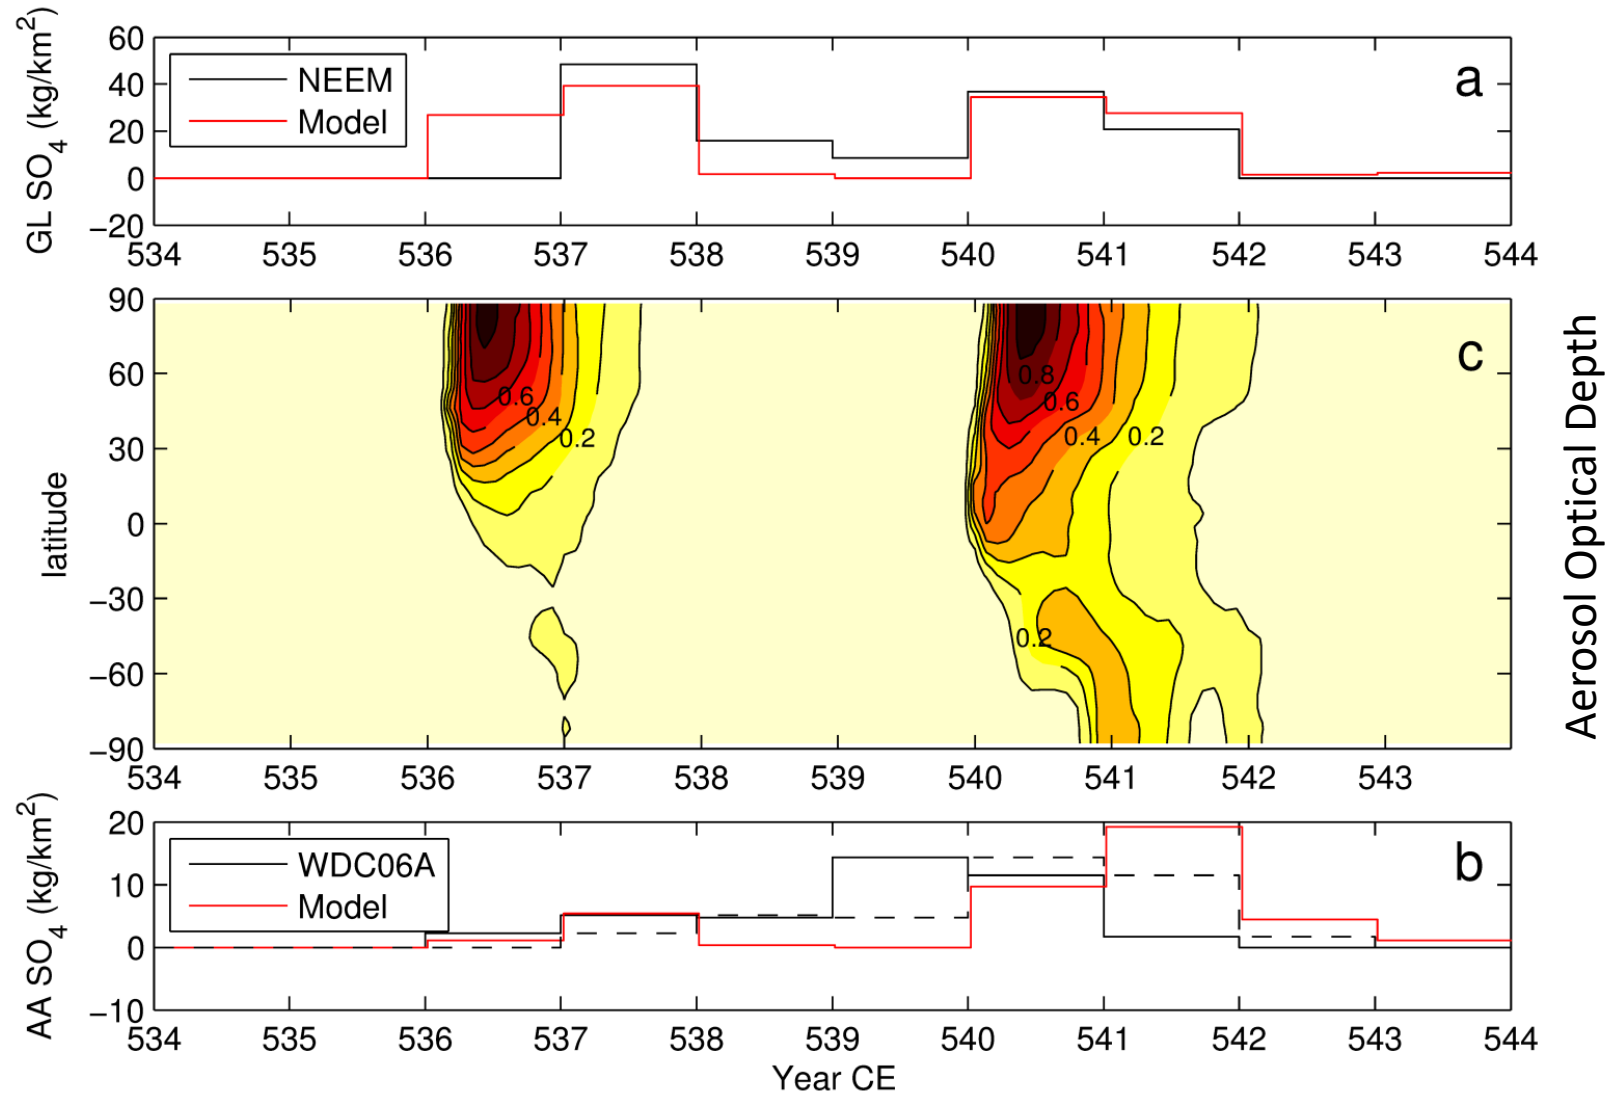 GL SO4 (kg/km2)
60
40
20
0
−20
NEEM
Model
a
534 535 536 537 538 539 540 541 542 543 544
latitude
90
60
30
0
−30
−60
−90
0.6
0.4
0.2
0.8
0.6
0.4 0.2
0.2
c
Aerosol Optical Depth
534 535 536 537 538 539 540 541 542 543
AA SO4 (kg/km2)
20
10
0
−10
WDC06A
Model
b
534 535 536 537 538 539 540 541 542 543 544
Year CE